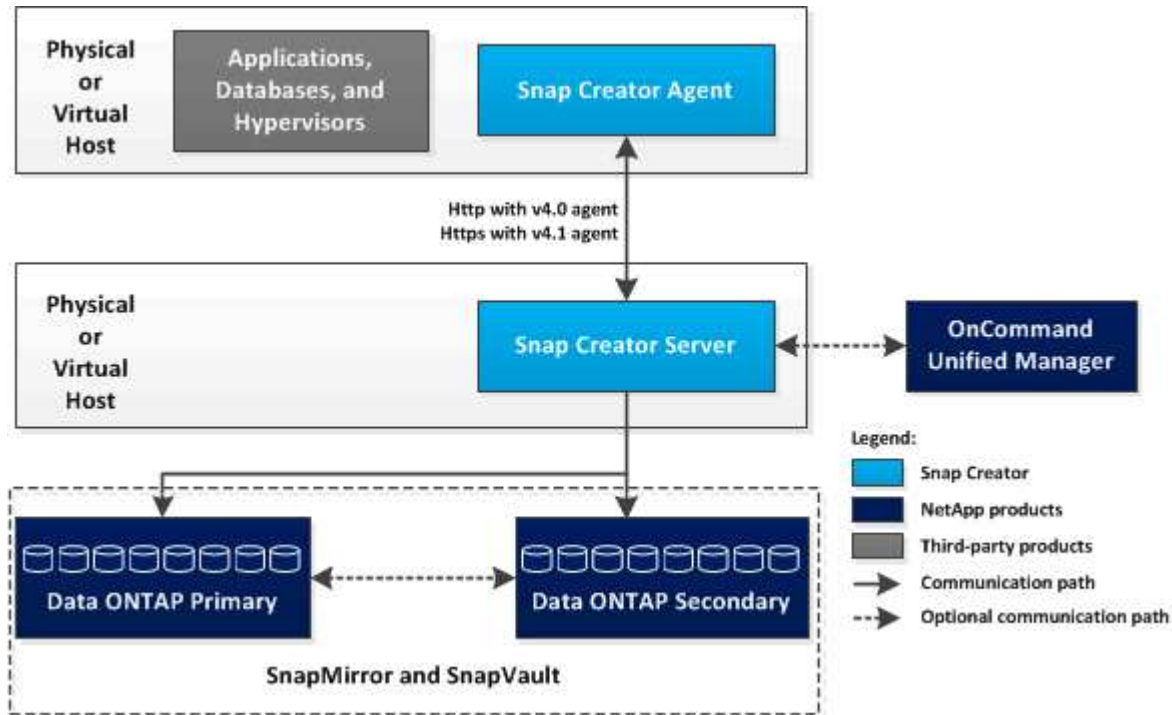 Physical
or
Virtual
Host
Applications,
Databases, and
Hypervisors
Snap Creator Agent
Http with v4.0 agent
Https with v4.1 agent
Physical
or
Virtual
Host
Snap Creator Server
OnCommand
Unified Manager
Legend:
Snap Creator
NetApp products
Third-party products
Communication path
Optional communication path
Data ONTAP Primary
Data ONTAP Secondary
SnapMirror and SnapVault